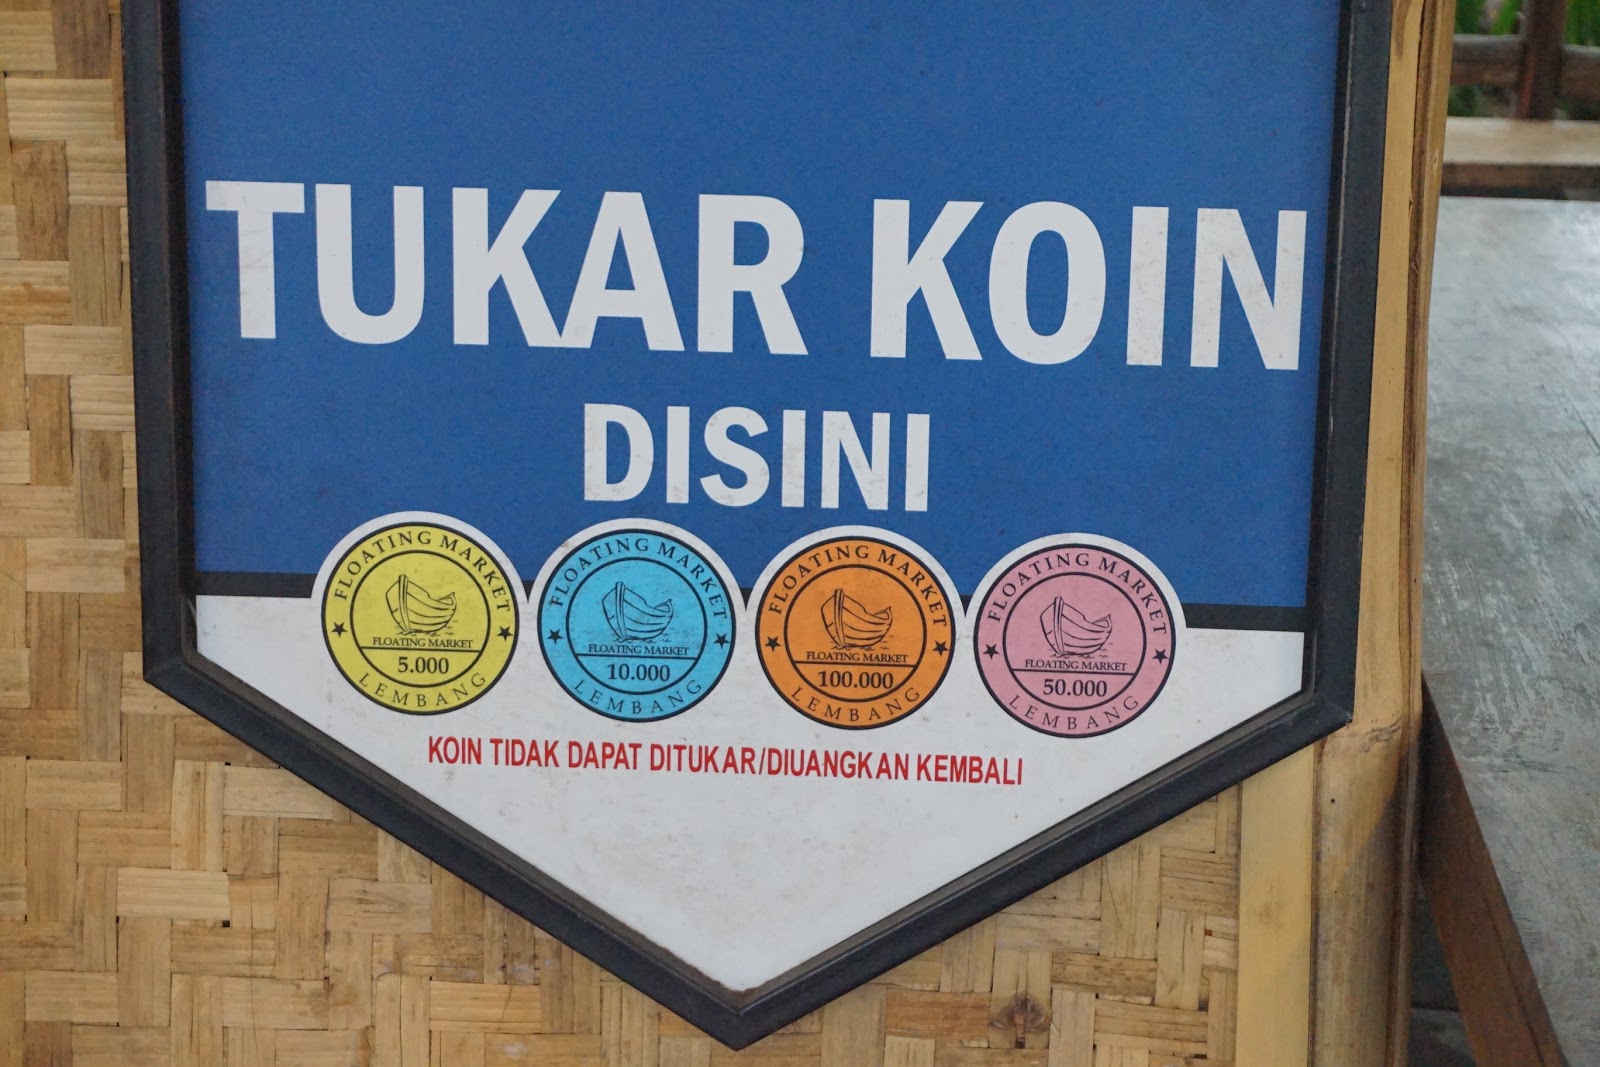 TUKAR KOIN
DISINI
FLOATING MARKET
FLOATING MARKET
5.000
LEMBANG
FLOATING MARKET
FLOATING MARKET
10.000
LEMBANG
FLOATING MARKET
FLOATING MARKET
100.000
LEMBANG
FLOATING MARKET
FLOATING MARKET
50.000
LEMBANG
KOIN TIDAK DAPAT DITUKAR/DIUANGKAN KEMBALI